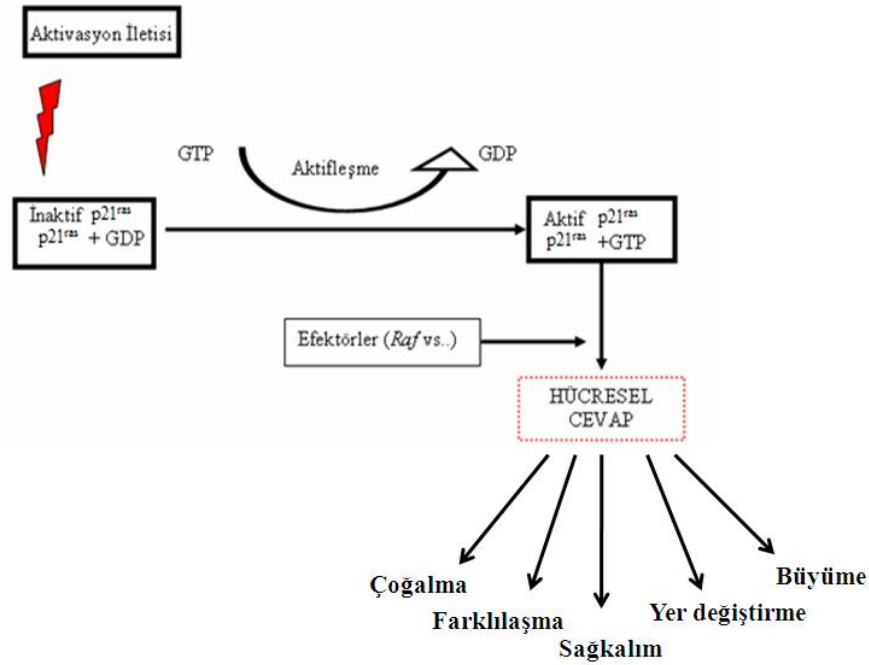 Aktivasyon İletisi
GTP
Aktifleşme
GDP
İnaktif p21ras
p21ras + GDP
Aktif p21ras
p21ras +GTP
Efektörler (Raf vs..)
HÜCRESEL
CEVAP
Çoğalma
Farklılaşma
Sağkalım
Yer değiştirme
Büyüme